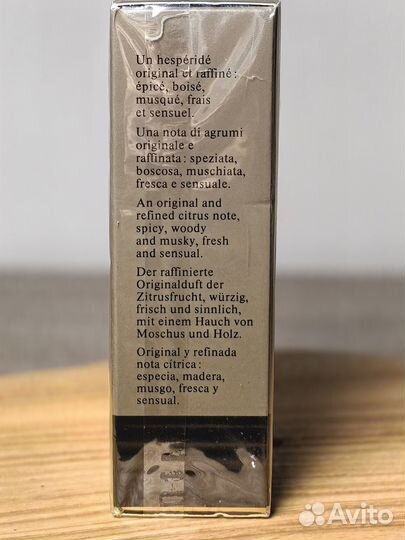 Un hespéridé
original et raffiné :
épicé, boisé,
musqué, frais
et sensuel.
Una nota di agrumi
originale e
raffinata : speziata,
boscosa, muschiata,
fresca e sensuale.
An original and
refined citrus note,
spicy, woody
and musky, fresh
and sensual.
Der raffinierte
Originalduft der
Zitrusfrucht, würzig,
frisch und sinnlich,
mit einem Hauch von
Moschus und Holz.
Original y refinada
nota cítrica :
especia, madera,
musgo, fresca y
sensual.
Avito